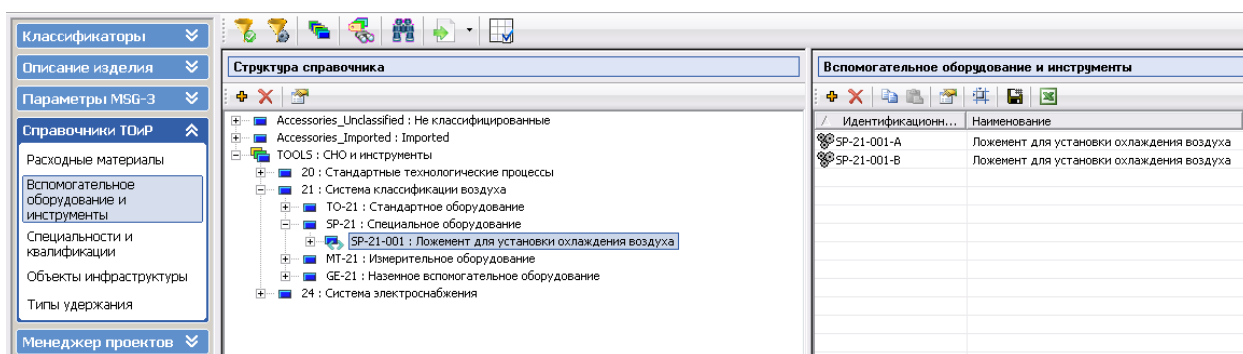 Классификаторы
Описание изделия
Параметры MSG-3
Справочники ТОиР
Расходные материалы
Вспомогательное
оборудование и
инструменты
Специальности и
квалификации
Объекты инфраструктуры
Типы удержания
Менеджер проектов
Структура справочника
Accessories_Unclassified : Не классифицированные
Accessories_Imported : Imported
TOOLS : СНО и инструменты
20 : Стандартные технологические процессы
21 : Система классификации воздуха
TO-21 : Стандартное оборудование
SP-21 : Специальное оборудование
SP-21-001 : Ложемент для установки охлаждения воздуха
MT-21 : Измерительное оборудование
GE-21 : Наземное вспомогательное оборудование
24 : Система электроснабжения
Вспомогательное оборудование и инструменты
Идентификационн... Наименование
SP-21-001-A Ложемент для установки охлаждения воздуха
SP-21-001-B Ложемент для установки охлаждения воздуха